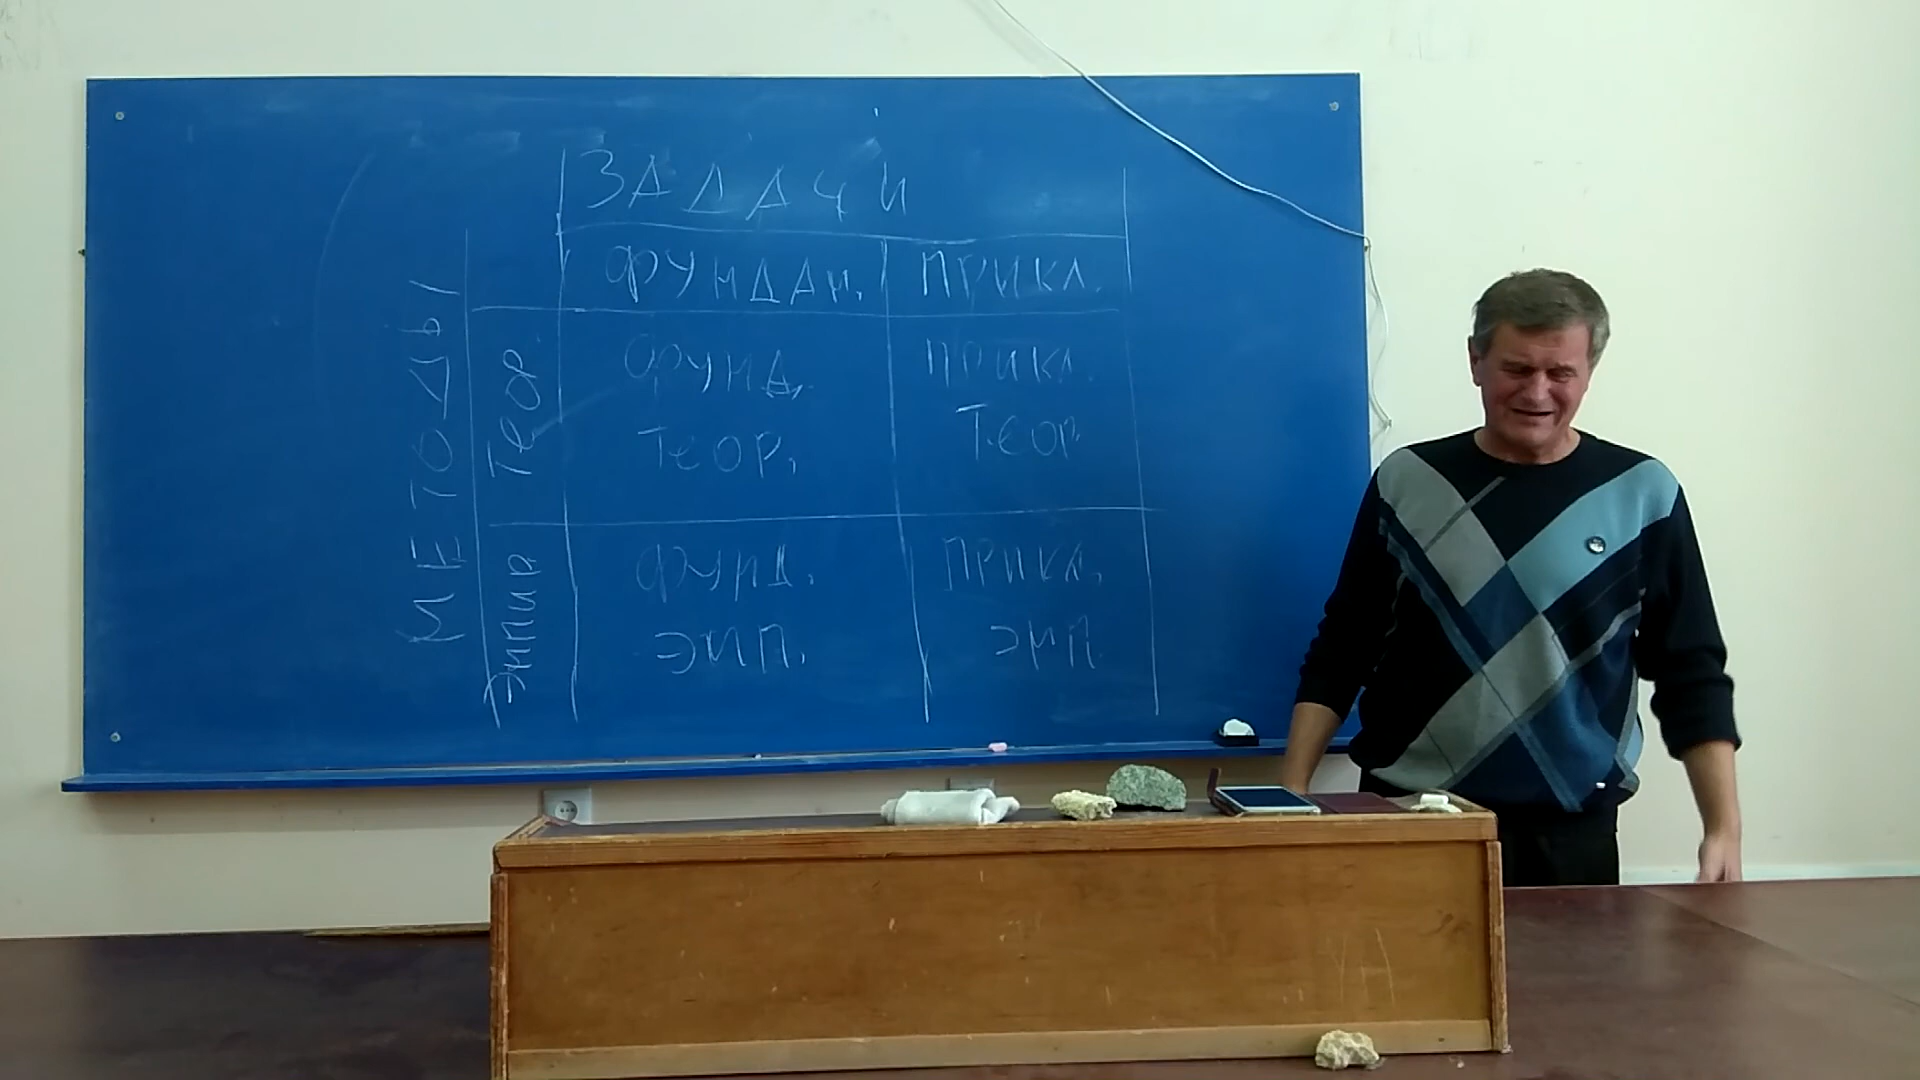 ЗАДАЧИ
ФУНДАМ. ПРИКЛ.
МЕТОДЫ
ТЕОР.
ФУНД. ПРИКЛ.
ТЕОР. ТЕОР
ЭМПИР
ФУНД. ПРИКЛ.
ЭМП. ЭМП